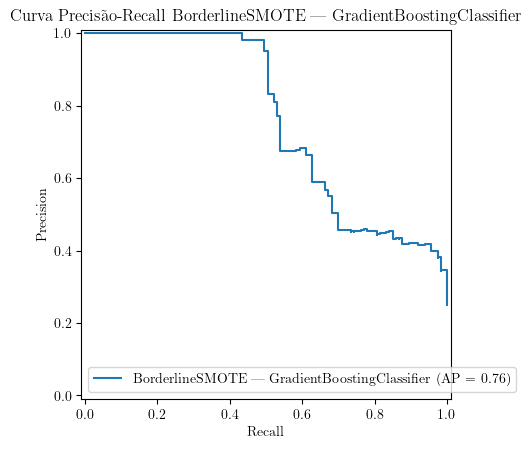 Curva Precisão-Recall BorderlineSMOTE — GradientBoostingClassifier
1.0
0.8
0.6
0.4
0.2
0.0
Precision
BorderlineSMOTE — GradientBoostingClassifier (AP = 0.76)
0.0 0.2 0.4 0.6 0.8 1.0
Recall